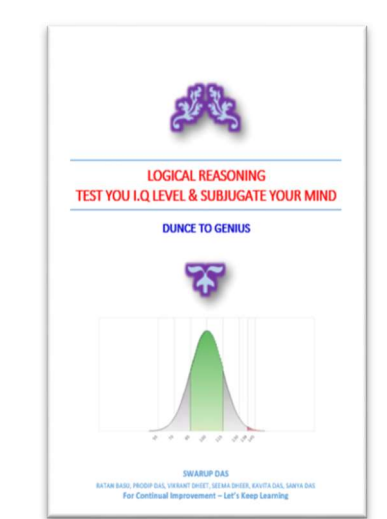 LOGICAL REASONING
TEST YOU I.Q LEVEL & SUBJUGATE YOUR MIND
DUNCE TO GENIUS
SWARUP DAS
RATAN BASU, PRODIP DAS, VIKRANT DHEET, SEEMA DHEER, KAVITA DAS, SANYA DAS
For Continual Improvement – Let's Keep Learning